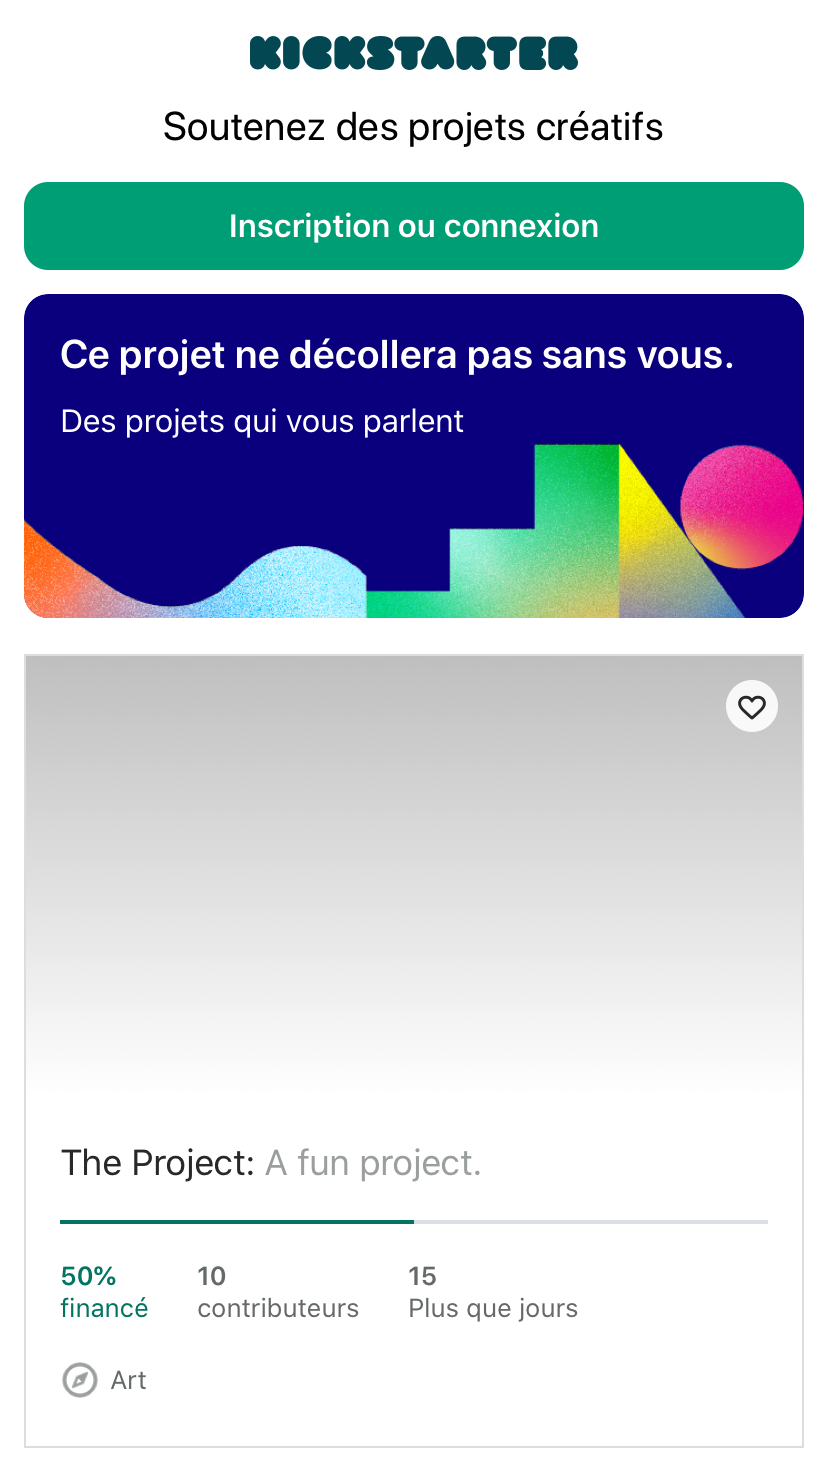 KICKSTARTER
Soutenez des projets créatifs
Inscription ou connexion
Ce projet ne décollera pas sans vous.
Des projets qui vous parlent
The Project: A fun project.
50% 10 15
financé contributeurs Plus que jours
Art